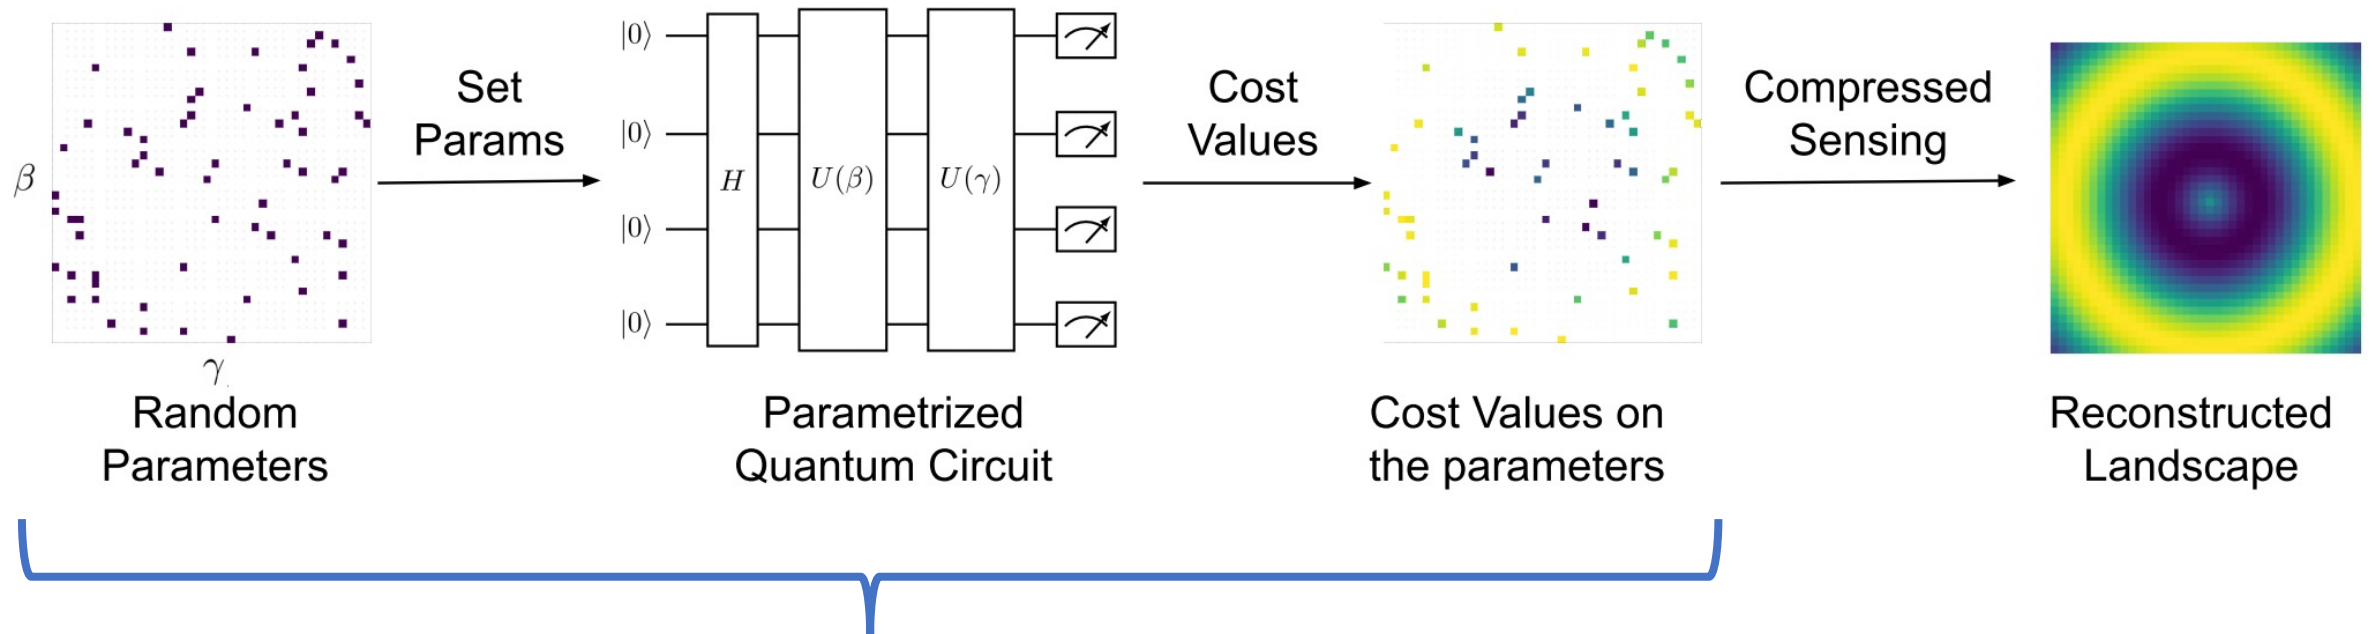 β
γ
Random
Parameters
Set
Params
|0⟩
|0⟩
|0⟩
|0⟩
H
U(β)
U(γ)
Parametrized
Quantum Circuit
Cost
Values
Cost Values on
the parameters
Compressed
Sensing
Reconstructed
Landscape